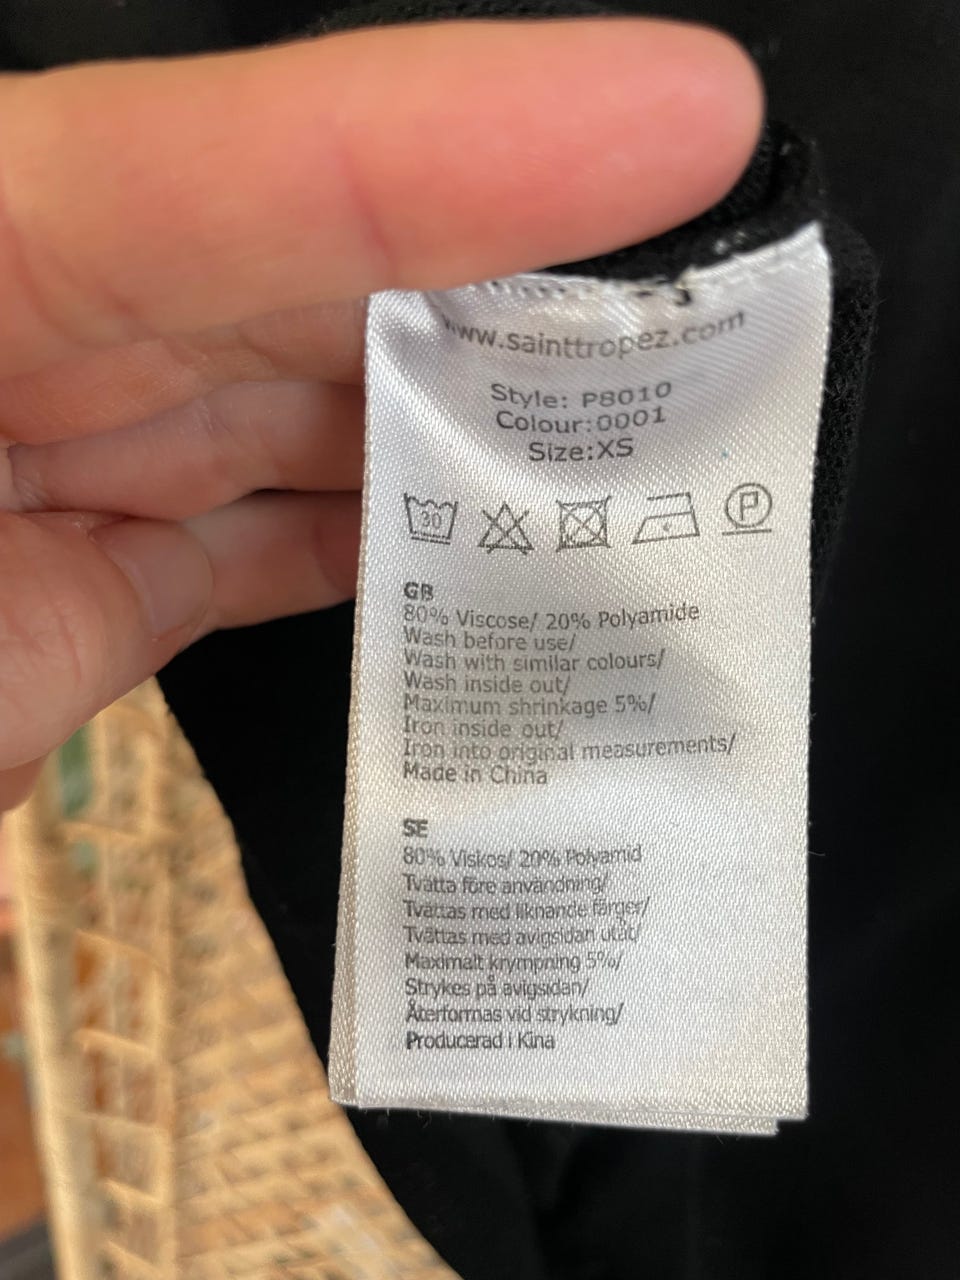 www.sainttropez.com
Style: P8010
Colour:0001
Size:XS
30 P
GB
80% Viscose/ 20% Polyamide
Wash before use/
Wash with similar colours/
Wash inside out/
Maximum shrinkage 5%/
Iron inside out/
Iron into original measurements/
Made in China
SE
80% Viskos/ 20% Polyamid
Tvätta före användning/
Tvättas med liknande färger/
Tvättas med avigsidan utåt/
Maximalt krympning 5%/
Strykes på avigsidan/
Återformas vid strykning/
Producerad i Kina